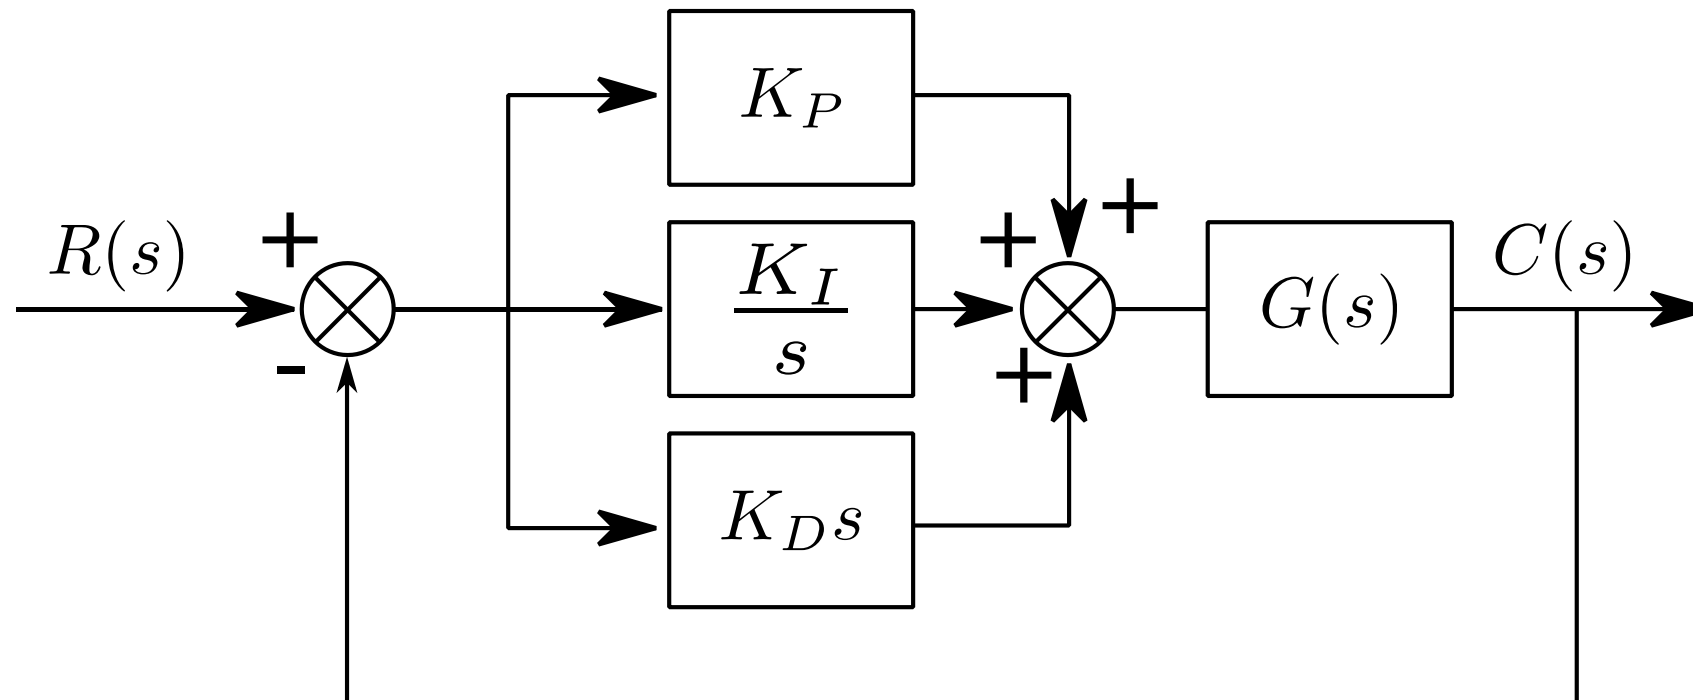 K_P
R(s)
+
+
+
K_I
s
G(s)
C(s)
-
+
K_D s